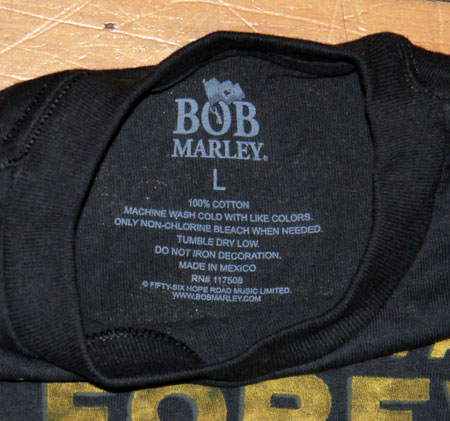 BOB
MARLEY®
L
100% COTTON
MACHINE WASH COLD WITH LIKE COLORS.
ONLY NON-CHLORINE BLEACH WHEN NEEDED.
TUMBLE DRY LOW.
DO NOT IRON DECORATION.
MADE IN MEXICO
RN# 117508
© FIFTY-SIX HOPE ROAD MUSIC LIMITED.
WWW.BOBMARLEY.COM